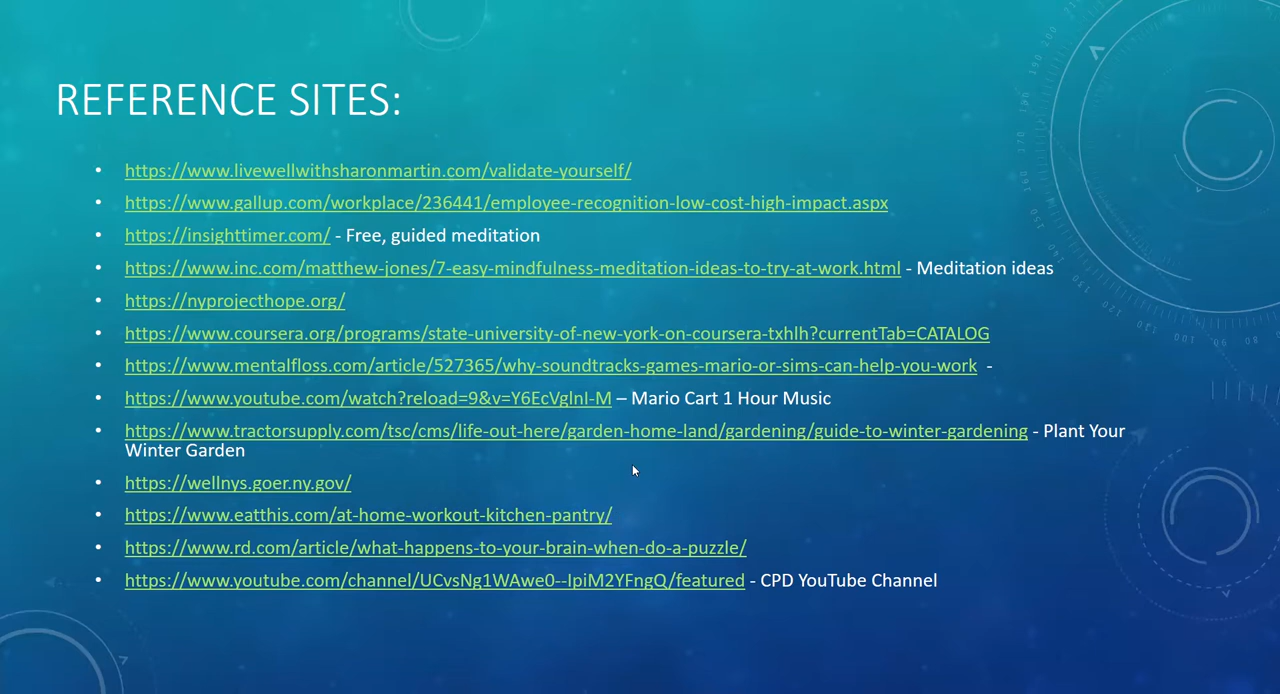 REFERENCE SITES:
• https://www.livewellwithsharonmartin.com/validate-yourself/
• https://www.gallup.com/workplace/236441/employee-recognition-low-cost-high-impact.aspx
• https://insighttimer.com/ - Free, guided meditation
• https://www.inc.com/matthew-jones/7-easy-mindfulness-meditation-ideas-to-try-at-work.html - Meditation ideas
• https://nyprojecthope.org/
• https://www.coursera.org/programs/state-university-of-new-york-on-coursera-txhlh?currentTab=CATALOG
• https://www.mentalfloss.com/article/527365/why-soundtracks-games-mario-or-sims-can-help-you-work -
• https://www.youtube.com/watch?reload=9&v=Y6EcVglnI-M – Mario Cart 1 Hour Music
• https://www.tractorsupply.com/tsc/cms/life-out-here/garden-home-land/gardening/guide-to-winter-gardening - Plant Your
Winter Garden
• https://wellnys.goer.ny.gov/
• https://www.eatthis.com/at-home-workout-kitchen-pantry/
• https://www.rd.com/article/what-happens-to-your-brain-when-do-a-puzzle/
• https://www.youtube.com/channel/UCvsNg1WAwe0--IpiM2YFngQ/featured - CPD YouTube Channel